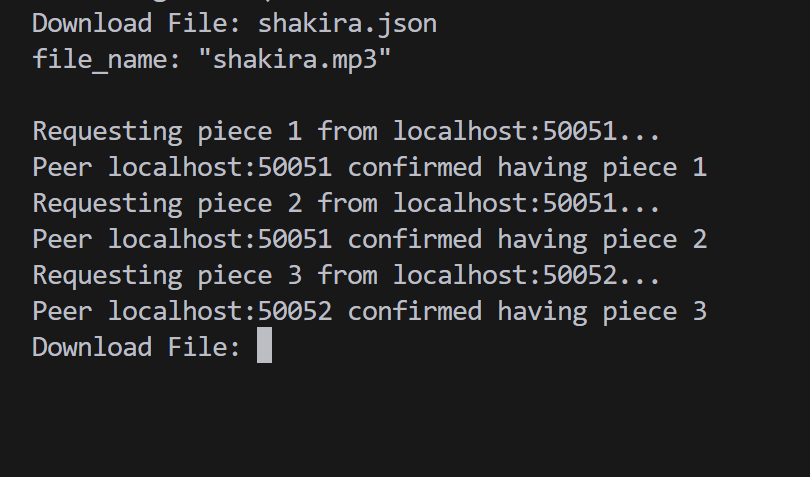 Download File: shakira.json
file_name: "shakira.mp3"
Requesting piece 1 from localhost:50051...
Peer localhost:50051 confirmed having piece 1
Requesting piece 2 from localhost:50051...
Peer localhost:50051 confirmed having piece 2
Requesting piece 3 from localhost:50052...
Peer localhost:50052 confirmed having piece 3
Download File: